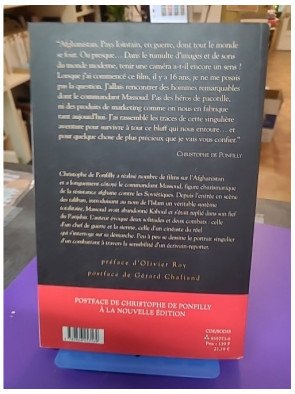 "Afghanistan. Pays lointain, en guerre, dont tout le monde
se fout. Ou presque... Dans le tumulte d'images et de sons
du monde moderne, tenir une caméra a-t-il encore un sens !
Lorsque j'ai commencé ce film, il y a 16 ans, je ne me posais
pas la question. J'allais rencontrer des hommes remarquables
dont le commandant Massoud. Pas des héros de pacotille,
ni des produits de marketing comme on nous en fabrique
tant aujourd'hui. J'ai rassemblé les traces de cette singulière
aventure pour survivre à tout ce bluff qui nous entoure... et
pour quelque chose de plus précieux que je vais vous confier."
CHRISTOPHE DE PONFILLY
Christophe de Ponfilly a réalisé nombre de films sur l'Afghanistan
et a longuement côtoyé le commandant Massoud, figure charismatique
de la résistance afghane contre les Soviétiques. Depuis l'entrée en scène
des taliban, introduisant au nom de l'Islam un véritable système
totalitaire, Massoud avait abandonné Kaboul et s'était replié dans son fief
du Panjshir. L'auteur évoque deux solitudes et deux combats : celle
d'un chef de guerre et la sienne, celle d'un cinéaste du réel
qui s'interroge sur sa démarche. Peu à peu se dessine le portrait singulier
d'un combattant à travers la sensibilité d'un écrivain-reporter.
préface d'Olivier Roy
postface de Gérard Chaliand
POSTFACE DE CHRISTOPHE DE PONFILLY
À LA NOUVELLE ÉDITION
Prix : 139 F
21,19 €